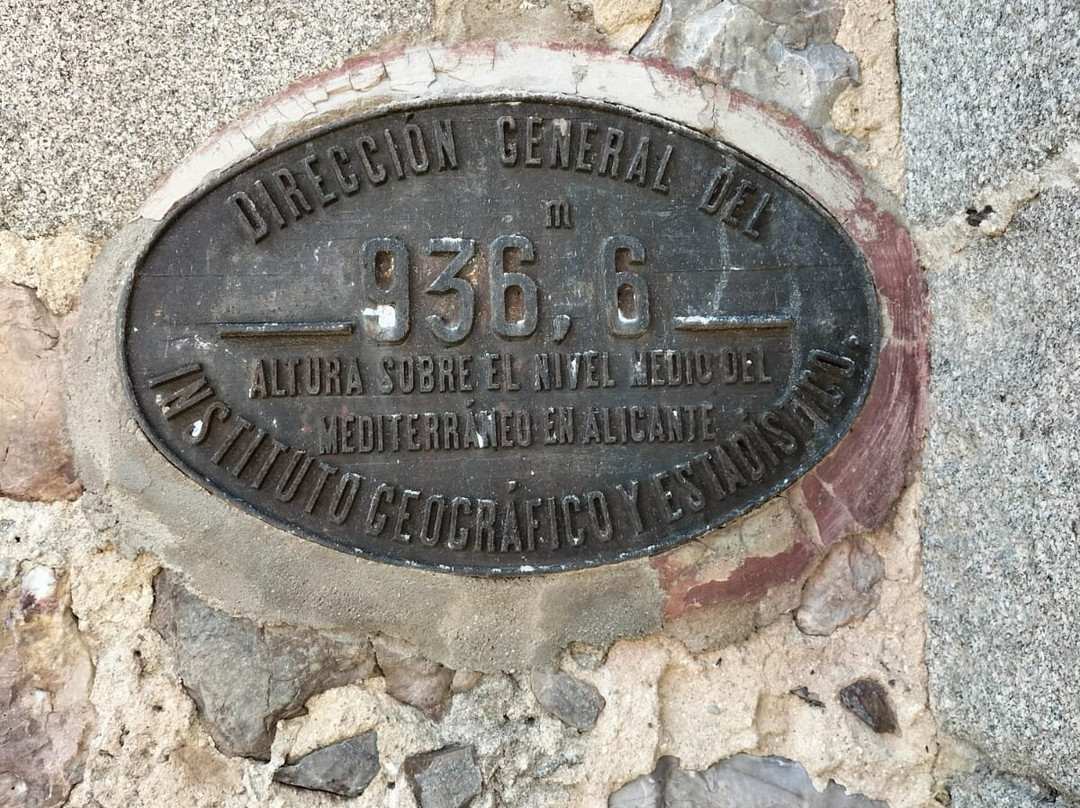 DIRECCIÓN GENERAL DEL
m
936,6
ALTURA SOBRE EL NIVEL MEDIO DEL
MEDITERRÁNEO EN ALICANTE
INSTITUTO GEOGRÁFICO Y ESTADÍSTICO.